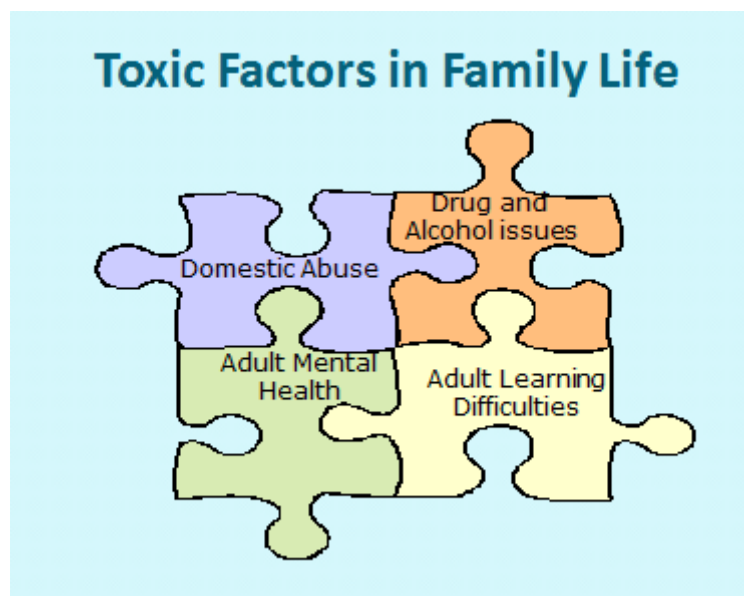 Toxic Factors in Family Life
Drug and
Alcohol issues
Domestic Abuse
Adult Mental
Health
Adult Learning
Difficulties